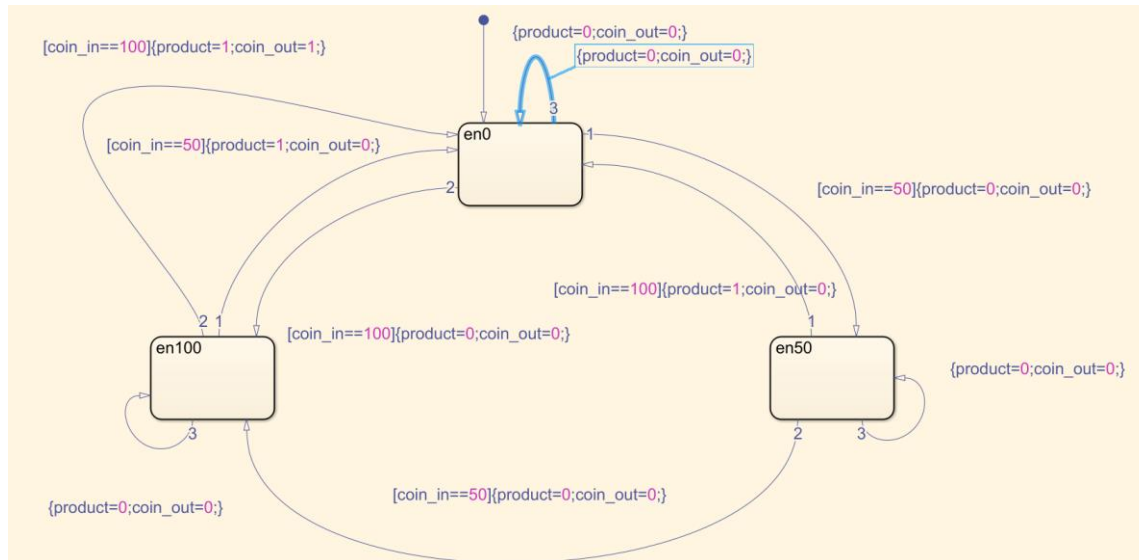 {product=0;coin_out=0;}
[coin_in==100]{product=1;coin_out=1;}
{product=0;coin_out=0;}
3
en0
1
[coin_in==50]{product=1;coin_out=0;}
2
[coin_in==50]{product=0;coin_out=0;}
[coin_in==100]{product=1;coin_out=0;}
2 1
[coin_in==100]{product=0;coin_out=0;}
1
en100
en50
{product=0;coin_out=0;}
3
2
3
[coin_in==50]{product=0;coin_out=0;}
{product=0;coin_out=0;}